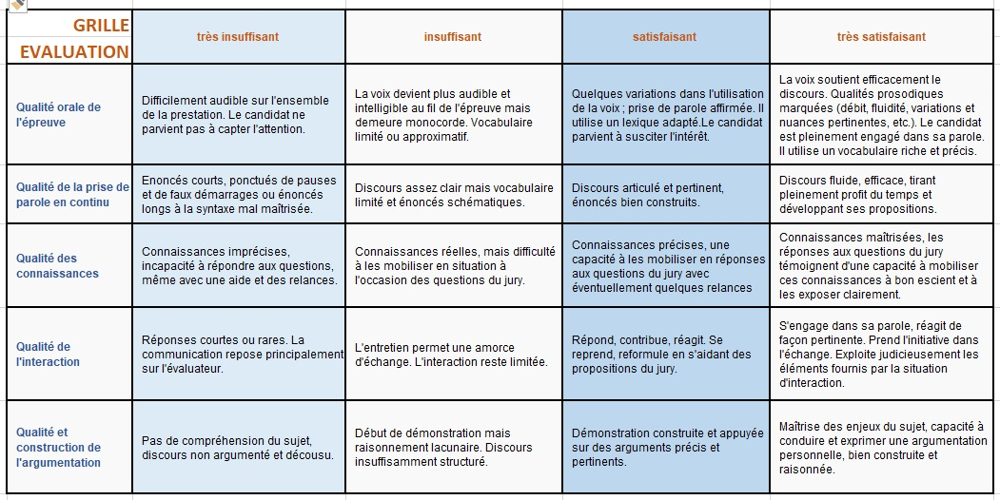 GRILLE
EVALUATION
très insuffisant
insuffisant
satisfaisant
très satisfaisant
Qualité orale de
l'épreuve
Difficilement audible sur l'ensemble
de la prestation. Le candidat ne
parvient pas à capter l'attention.
La voix devient plus audible et
intelligible au fil de l'épreuve mais
demeure monocorde. Vocabulaire
limité ou approximatif.
Quelques variations dans l'utilisation
de la voix ; prise de parole affirmée. Il
utilise un lexique adapté.Le candidat
parvient à susciter l'intérêt.
La voix soutient efficacement le
discours. Qualités prosodiques
marquées (débit, fluidité, variations et
nuances pertinentes, etc.). Le candidat
est pleinement engagé dans sa parole.
Il utilise un vocabulaire riche et précis.
Qualité de la prise de
parole en continu
Enoncés courts, ponctués de pauses
et de faux démarrages ou énoncés
longs à la syntaxe mal maîtrisée.
Discours assez clair mais vocabulaire
limité et énoncés schématiques.
Discours articulé et pertinent,
énoncés bien construits.
Discours fluide, efficace, tirant
pleinement profit du temps et
développant ses propositions.
Qualité des
connaissances
Connaissances imprécises,
incapacité à répondre aux questions,
même avec une aide et des relances.
Connaissances réelles, mais difficulté
à les mobiliser en situation à
l'occasion des questions du jury.
Connaissances précises, une
capacité à les mobiliser en réponses
aux questions du jury avec
éventuellement quelques relances
Connaissances maîtrisées, les
réponses aux questions du jury
témoignent d'une capacité à mobiliser
ces connaissances à bon escient et à
les exposer clairement.
Qualité de
l'interaction
Réponses courtes ou rares. La
communication repose principalement
sur l'évaluateur.
L'entretien permet une amorce
d'échange. L'interaction reste limitée.
Répond, contribue, réagit. Se
reprend, reformule en s'aidant des
propositions du jury.
S'engage dans sa parole, réagit de
façon pertinente. Prend l'initiative dans
l'échange. Exploite judicieusement les
éléments fournis par la situation
d'interaction.
Qualité et
construction de
l'argumentation
Pas de compréhension du sujet,
discours non argumenté et décousu.
Début de démonstration mais
raisonnement lacunaire. Discours
insuffisamment structuré.
Démonstration construite et appuyée
sur des arguments précis et
pertinents.
Maîtrise des enjeux du sujet, capacité à
conduire et exprimer une argumentation
personnelle, bien construite et
raisonnée.